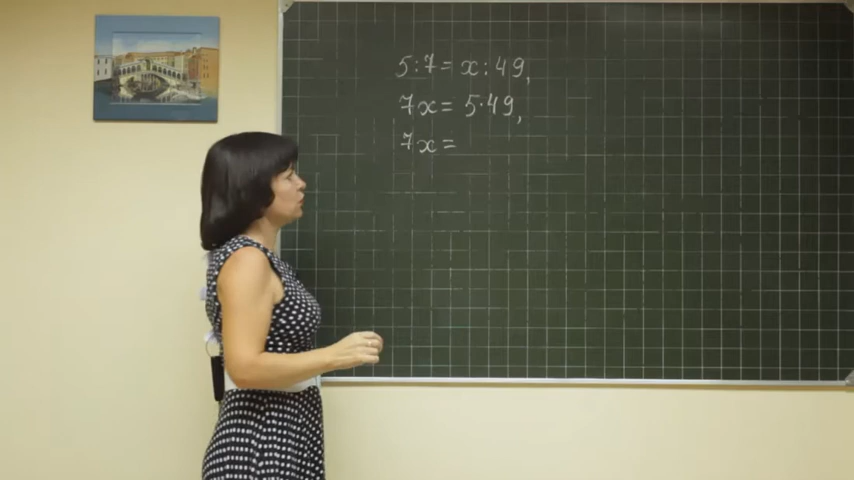 5:7 = x:49,
7x = 5·49,
7x =